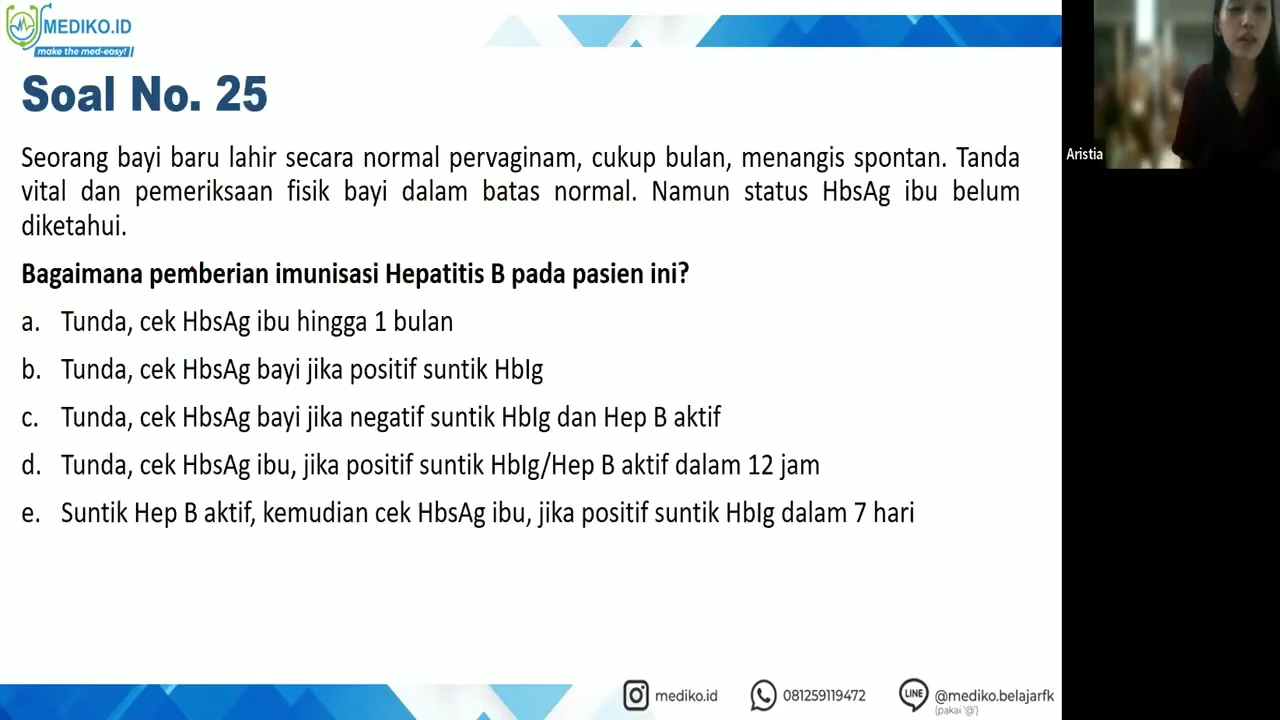 MEDIKO.ID
make the med-easy!
Soal No. 25
Seorang bayi baru lahir secara normal pervaginam, cukup bulan, menangis spontan. Tanda
vital dan pemeriksaan fisik bayi dalam batas normal. Namun status HbsAg ibu belum
diketahui.
Bagaimana pemberian imunisasi Hepatitis B pada pasien ini?
a. Tunda, cek HbsAg ibu hingga 1 bulan
b. Tunda, cek HbsAg bayi jika positif suntik HbIg
c. Tunda, cek HbsAg bayi jika negatif suntik HbIg dan Hep B aktif
d. Tunda, cek HbsAg ibu, jika positif suntik HbIg/Hep B aktif dalam 12 jam
e. Suntik Hep B aktif, kemudian cek HbsAg ibu, jika positif suntik HbIg dalam 7 hari
Aristia
mediko.id
081259119472
LINE
@mediko.belajarfk
(pakai '@')